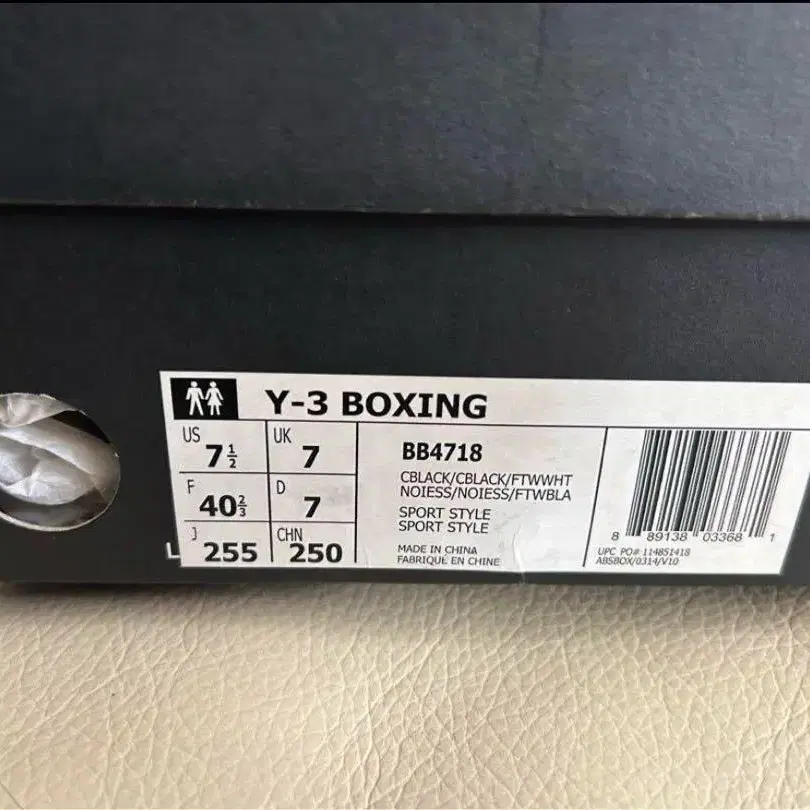 Y-3 BOXING
US 7½ UK 7
F 40⅔ D 7
J 255 CHN 250
BB4718
CBLACK/CBLACK/FTWWHT
NOIESS/NOIESS/FTWBLA
SPORT STYLE
SPORT STYLE
MADE IN CHINA
FABRIQUÉ EN CHINE
8 89138 03368 1
UPC PO# 114851418
ABSBOX/0314/V10